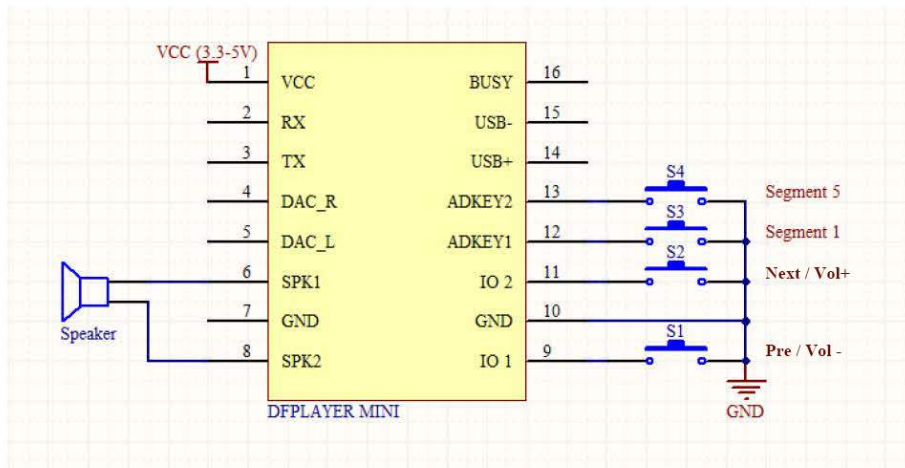 VCC (3.3-5V)
1 VCC BUSY 16
2 RX USB- 15
3 TX USB+ 14
4 DAC_R ADKEY2 13 S4 Segment 5
5 DAC_L ADKEY1 12 S3 Segment 1
6 SPK1 IO 2 11 S2 Next / Vol+
7 GND GND 10
8 SPK2 IO 1 9 S1 Pre / Vol -
Speaker
DFPLAYER MINI
GND